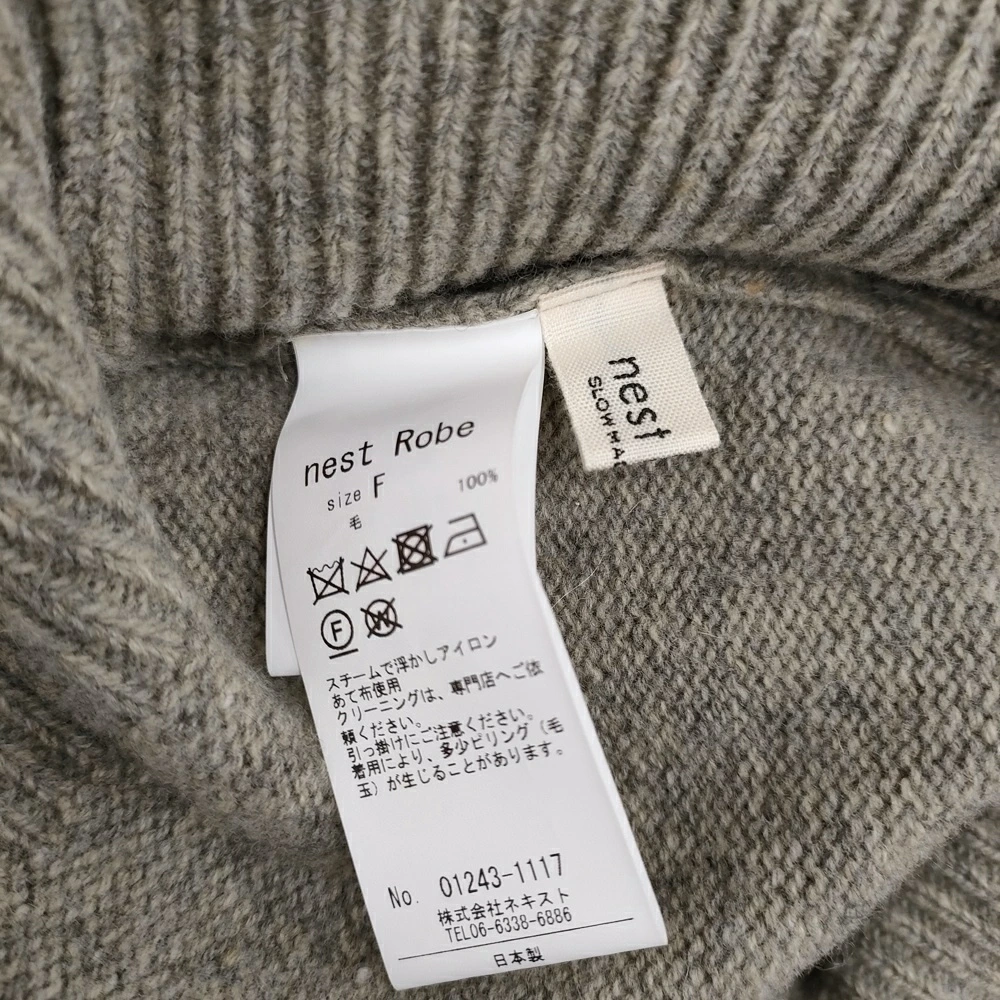 nest Robe
size F
毛 100%
F
W
スチームで浮かしアイロン
あて布使用
クリーニングは、専門店へご依
頼ください。
引っ掛けにご注意ください。
着用により、多少ピリング（毛
玉）が生じることがあります。
No. 01243-1117
株式会社ネキスト
TEL06-6338-6886
日本製
nest
SLOW MA